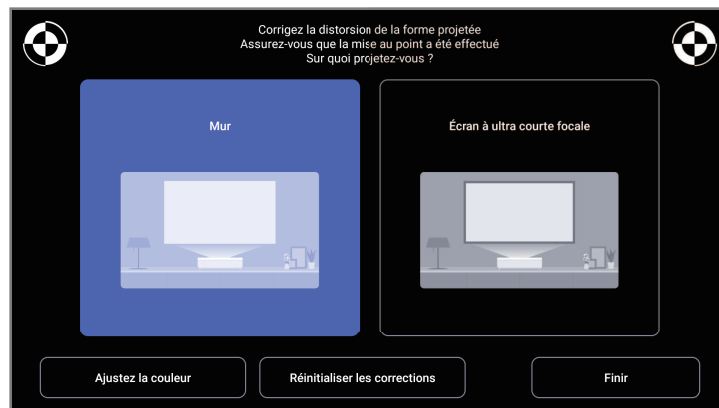 Corrigez la distorsion de la forme projetée
Assurez-vous que la mise au point a été effectué
Sur quoi projetez-vous ?
Mur
Écran à ultra courte focale
Ajustez la couleur
Réinitialiser les corrections
Finir